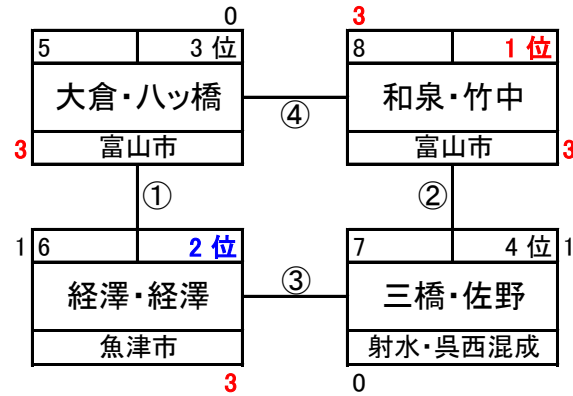 0 3
5 3 位 8 1 位
大倉・八ッ橋 ④ 和泉・竹中
3 富山市 富山市 3
① ②
1 6 2 位 7 4 位 1
経澤・経澤 ③ 三橋・佐野
魚津市 射水・呉西混成
3 0